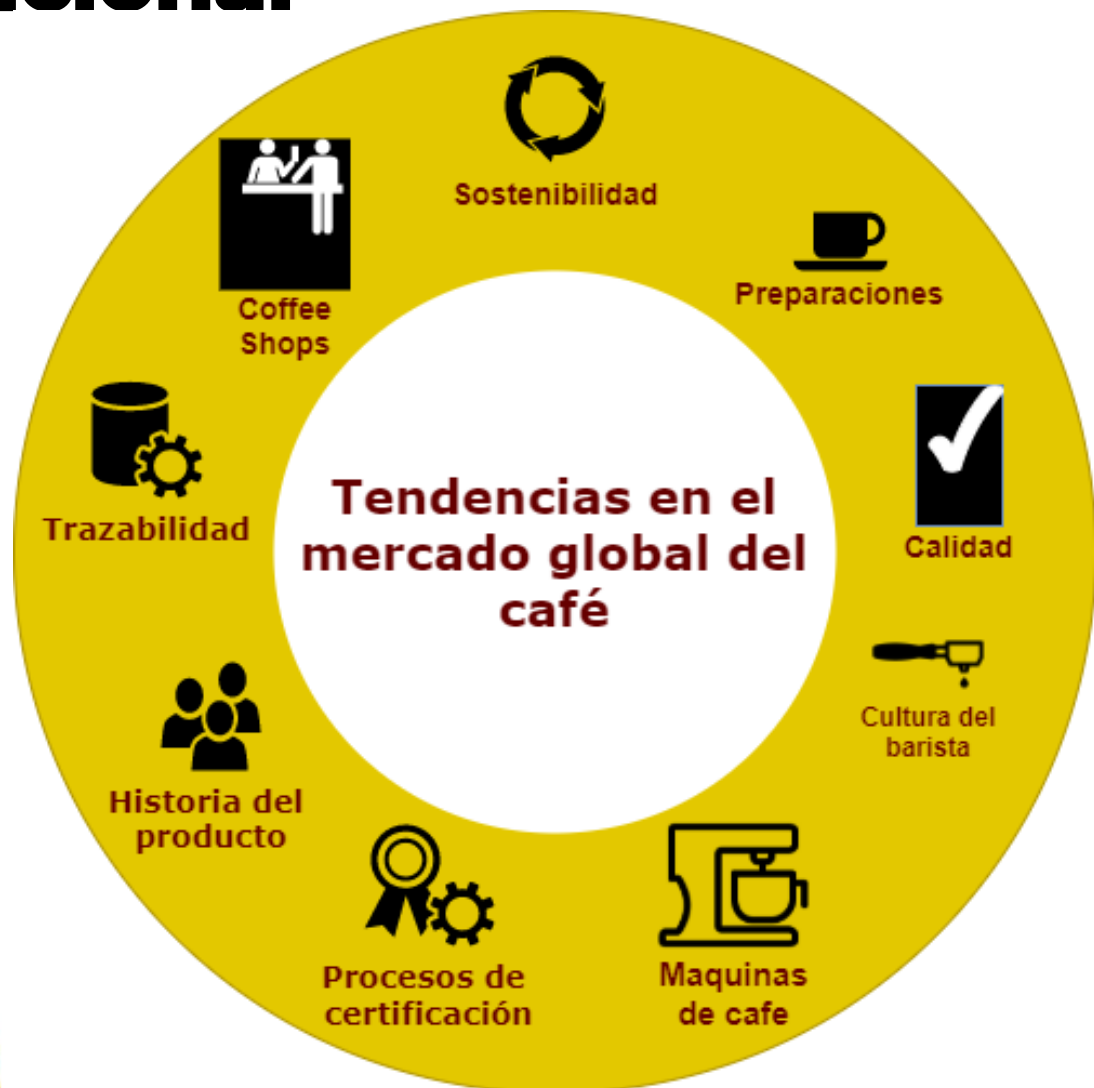 Sostenibilidad
Preparaciones
Coffee
Shops
Calidad
Trazabilidad
Tendencias en el
mercado global del
café
Cultura del
barista
Historia del
producto
Procesos de
certificación
Maquinas
de cafe